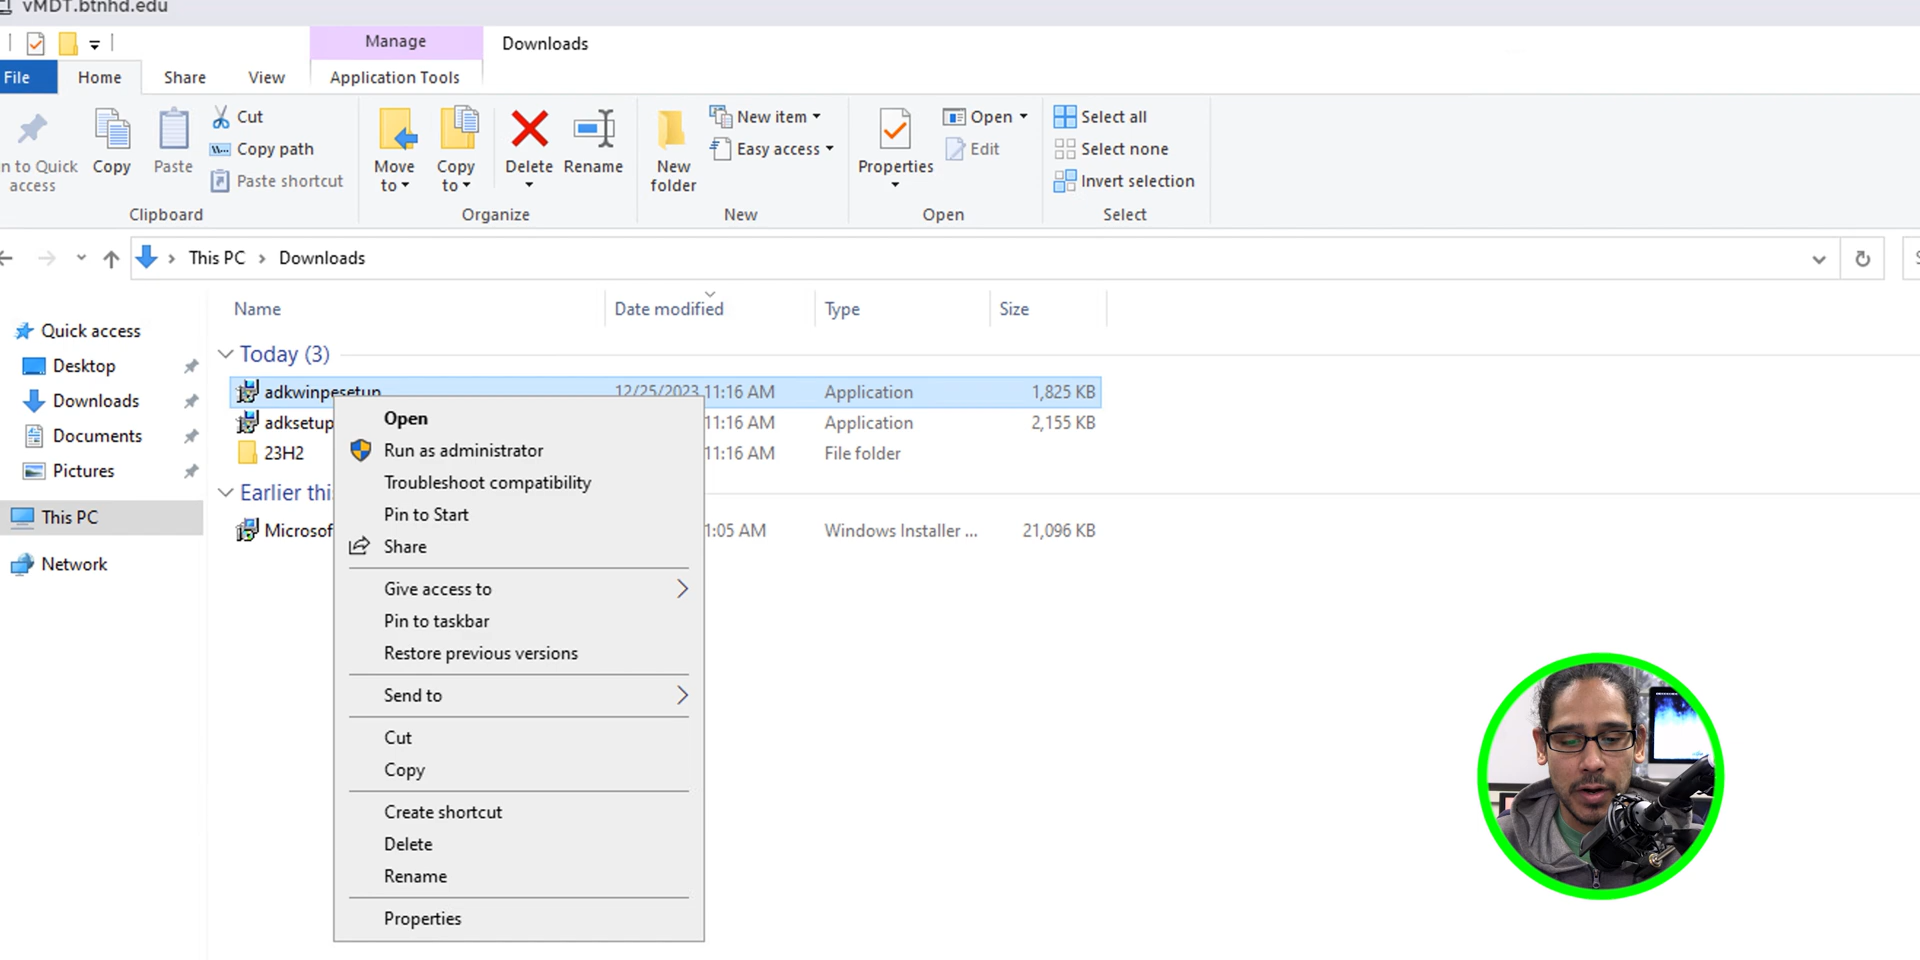 vMDT.btnhd.edu
Manage
Downloads
File
Home
Share
View
Application Tools
n to Quick access
Copy
Paste
Cut
Copy path
Paste shortcut
Clipboard
Move to
Copy to
Delete
Rename
Organize
New folder
New item
Easy access
New
Properties
Open
Edit
Open
Select all
Select none
Invert selection
Select
This PC > Downloads
Name
Date modified
Type
Size
Quick access
Desktop
Downloads
Documents
Pictures
This PC
Network
Today (3)
adkwinpesetup 12/25/2023 11:16 AM Application 1,825 KB
adksetup 11:16 AM Application 2,155 KB
23H2 11:16 AM File folder
Earlier thi
Microsof 1:05 AM Windows Installer ... 21,096 KB
Open
Run as administrator
Troubleshoot compatibility
Pin to Start
Share
Give access to
Pin to taskbar
Restore previous versions
Send to
Cut
Copy
Create shortcut
Delete
Rename
Properties